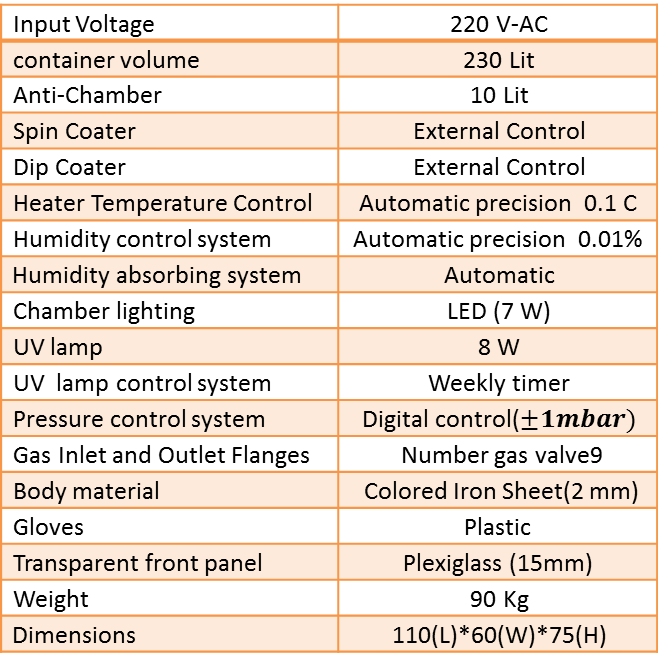 Input Voltage 220 V-AC
container volume 230 Lit
Anti-Chamber 10 Lit
Spin Coater External Control
Dip Coater External Control
Heater Temperature Control Automatic precision 0.1 C
Humidity control system Automatic precision 0.01%
Humidity absorbing system Automatic
Chamber lighting LED (7 W)
UV lamp 8 W
UV lamp control system Weekly timer
Pressure control system Digital control(±1mbar)
Gas Inlet and Outlet Flanges Number gas valve9
Body material Colored Iron Sheet(2 mm)
Gloves Plastic
Transparent front panel Plexiglass (15mm)
Weight 90 Kg
Dimensions 110(L)*60(W)*75(H)